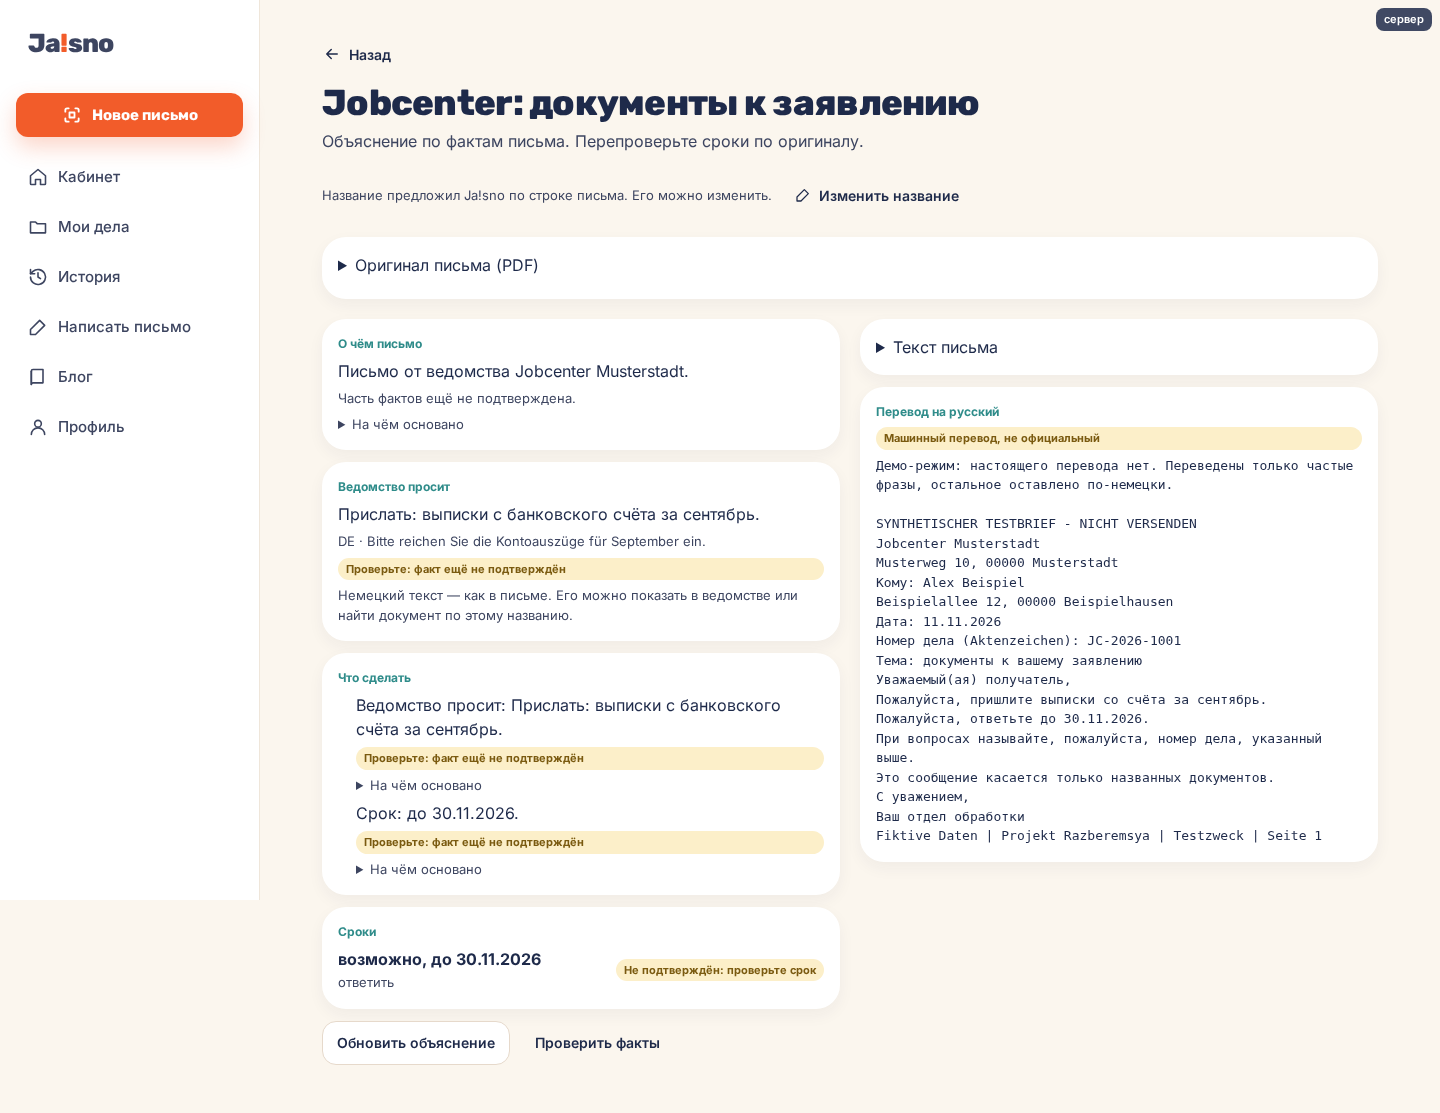 Ja!sno
Новое письмо
Кабинет
Мои дела
История
Написать письмо
Блог
Профиль
сервер
Назад
Jobcenter: документы к заявлению
Объяснение по фактам письма. Перепроверьте сроки по оригиналу.
Название предложил Ja!sno по строке письма. Его можно изменить.
Изменить название
Оригинал письма (PDF)
О чём письмо
Письмо от ведомства Jobcenter Musterstadt.
Часть фактов ещё не подтверждена.
На чём основано
Ведомство просит
Прислать: выписки с банковского счёта за сентябрь.
DE · Bitte reichen Sie die Kontoauszüge für September ein.
Проверьте: факт ещё не подтверждён
Немецкий текст — как в письме. Его можно показать в ведомстве или
найти документ по этому названию.
Что сделать
Ведомство просит: Прислать: выписки с банковского
счёта за сентябрь.
Проверьте: факт ещё не подтверждён
На чём основано
Срок: до 30.11.2026.
Проверьте: факт ещё не подтверждён
На чём основано
Сроки
возможно, до 30.11.2026
ответить
Не подтверждён: проверьте срок
Обновить объяснение
Проверить факты
Текст письма
Перевод на русский
Машинный перевод, не официальный
Демо-режим: настоящего перевода нет. Переведены только частые
фразы, остальное оставлено по-немецки.
SYNTHETISCHER TESTBRIEF - NICHT VERSENDEN
Jobcenter Musterstadt
Musterweg 10, 00000 Musterstadt
Кому: Alex Beispiel
Beispielallee 12, 00000 Beispielhausen
Дата: 11.11.2026
Номер дела (Aktenzeichen): JC-2026-1001
Тема: документы к вашему заявлению
Уважаемый(ая) получатель,
Пожалуйста, пришлите выписки со счёта за сентябрь.
Пожалуйста, ответьте до 30.11.2026.
При вопросах называйте, пожалуйста, номер дела, указанный
выше.
Это сообщение касается только названных документов.
С уважением,
Ваш отдел обработки
Fiktive Daten | Projekt Razberemsya | Testzweck | Seite 1